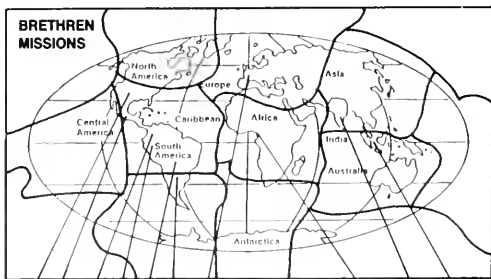 BRETHREN
MISSIONS
North
America
Europe
Asia
Central
America
Caribbean
Africa
South
America
India
Australia
Antarctica